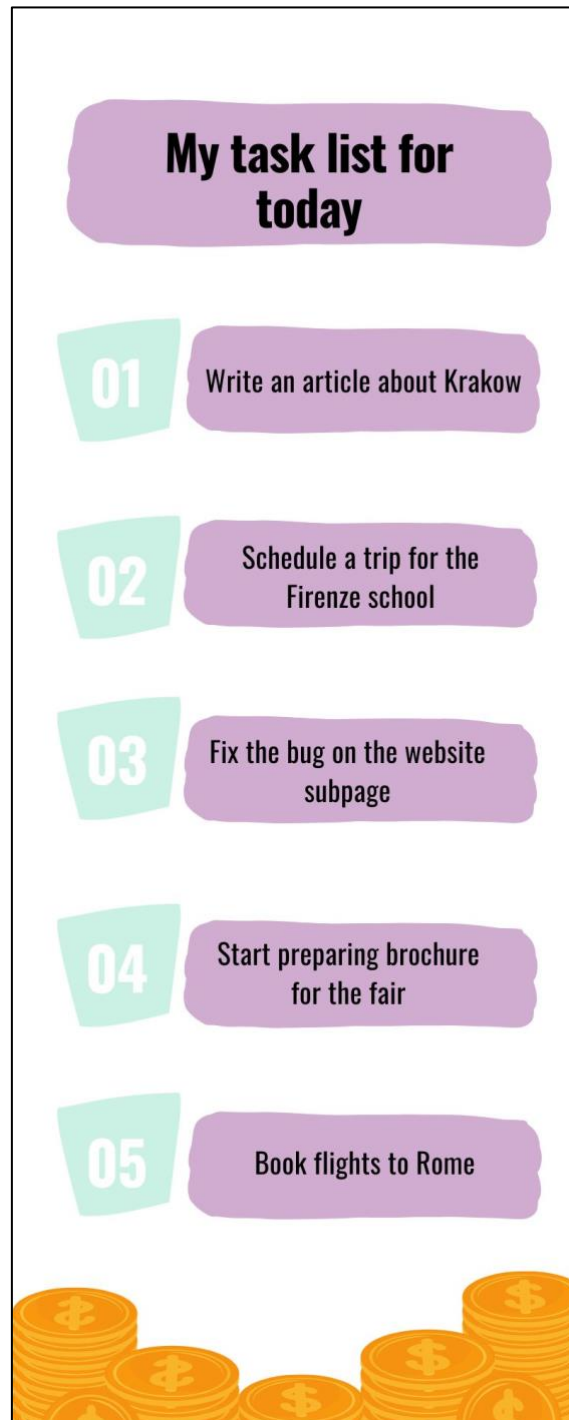 My task list for
today
01
Write an article about Krakow
02
Schedule a trip for the
Firenze school
03
Fix the bug on the website
subpage
04
Start preparing brochure
for the fair
05
Book flights to Rome